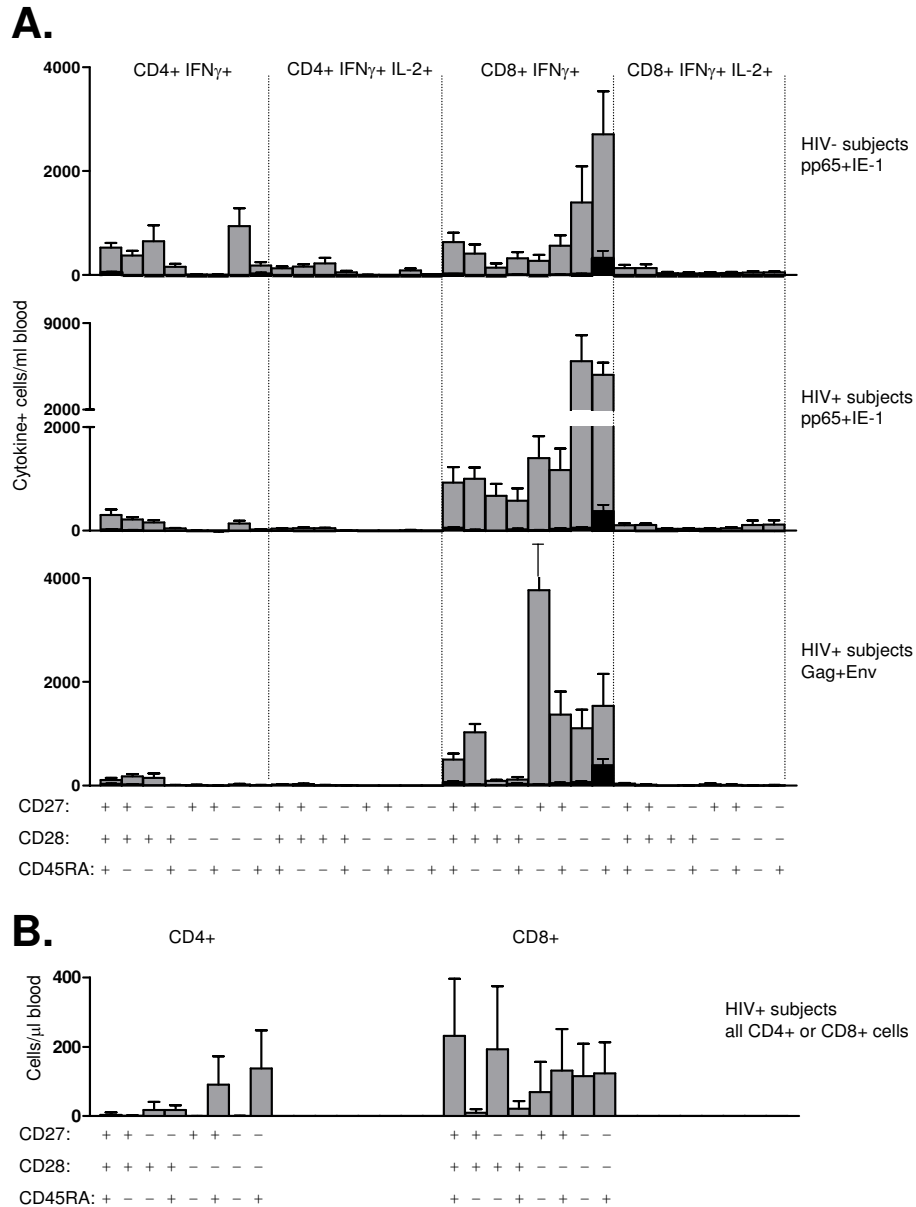 A.
CD4+ IFNγ+ CD4+ IFNγ+ IL-2+ CD8+ IFNγ+ CD8+ IFNγ+ IL-2+
4000
2000
0
HIV- subjects
pp65+IE-1
Cytokine+ cells/ml blood
9000
2000
2000
0
HIV+ subjects
pp65+IE-1
4000
2000
0
HIV+ subjects
Gag+Env
CD27: + + − − + + − − + + − − + + − − + + − − + + − − + + − − + + − −
CD28: + + + + − − − − + + + + − − − − + + + + − − − − + + + + − − − −
CD45RA: + − − + − + − + + − − + − + − + + − − + − + − + + − − + − + − +
B.
CD4+ CD8+
Cells/µl blood
400
200
0
HIV+ subjects
all CD4+ or CD8+ cells
CD27: + + − − + + − − + + − − + + − −
CD28: + + + + − − − − + + + + − − − −
CD45RA: + − − + − + − + + − − + − + − +